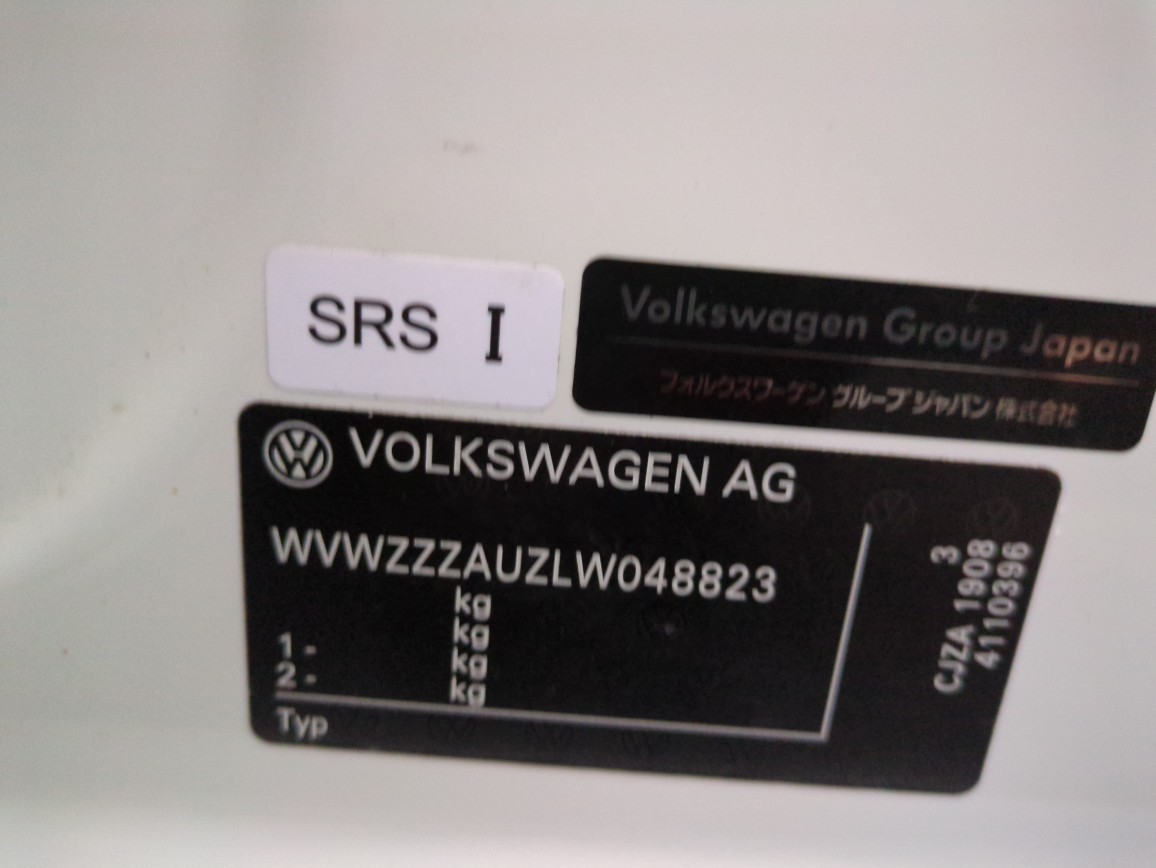 SRS I
Volkswagen Group Japan
フォルクスワーゲン グループ ジャパン 株式会社
VOLKSWAGEN AG
WVWZZZAUZLW048823
kg
kg
1 - kg
2 - kg
Typ
3
CJZA 1908
4110396